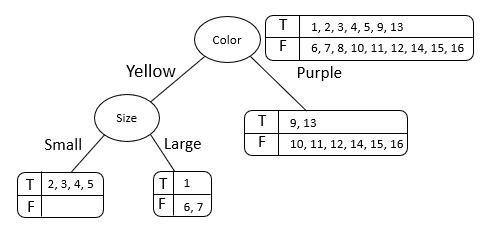 Color
T 1, 2, 3, 4, 5, 9, 13
F 6, 7, 8, 10, 11, 12, 14, 15, 16
Yellow
Purple
Size
T 9, 13
F 10, 11, 12, 14, 15, 16
Small
Large
T 2, 3, 4, 5
F
T 1
F 6, 7